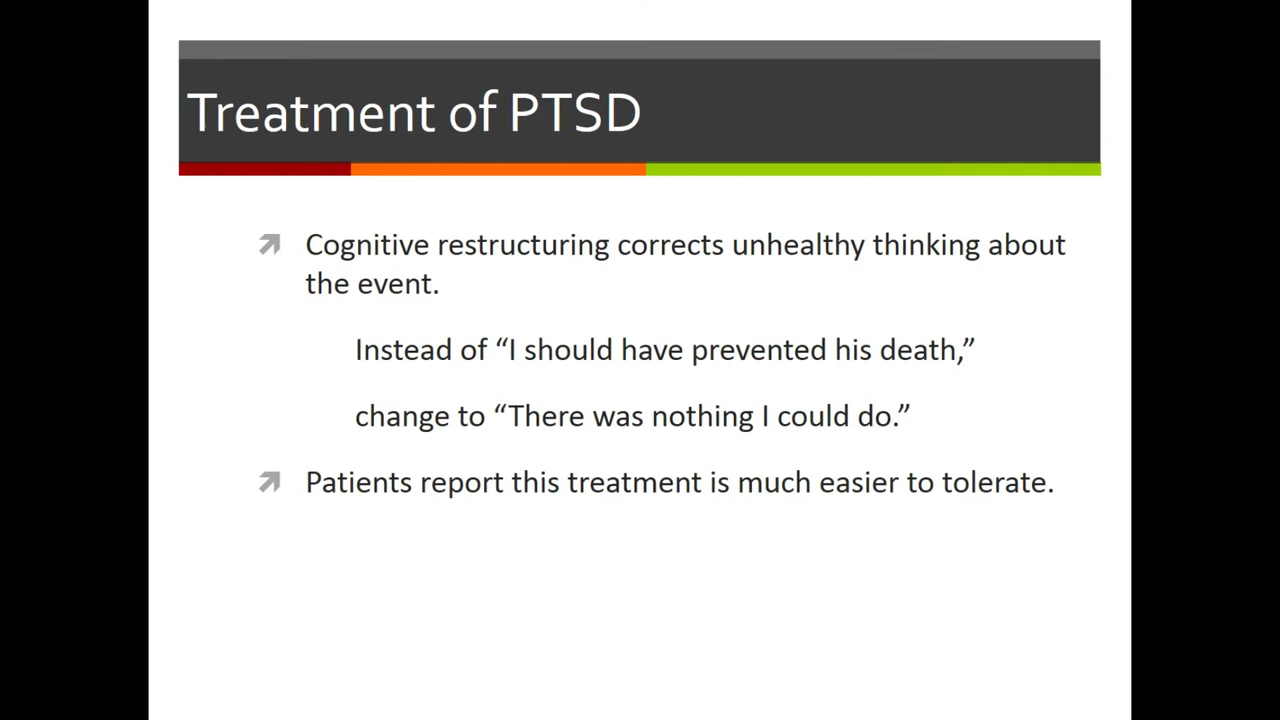 Treatment of PTSD
Cognitive restructuring corrects unhealthy thinking about
the event.
Instead of “I should have prevented his death,”
change to “There was nothing I could do.”
Patients report this treatment is much easier to tolerate.